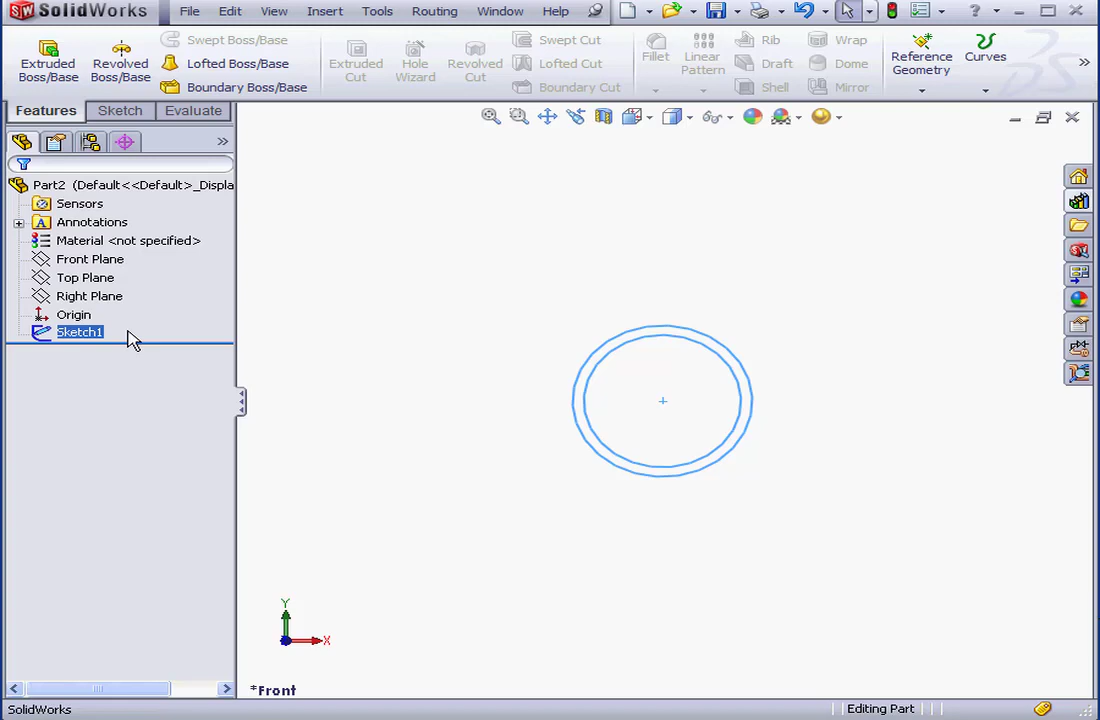 SolidWorks File Edit View Insert Tools Routing Window Help
Extruded Boss/Base
Revolved Boss/Base
Swept Boss/Base
Lofted Boss/Base
Boundary Boss/Base
Extruded Cut
Hole Wizard
Revolved Cut
Swept Cut
Lofted Cut
Boundary Cut
Fillet
Linear Pattern
Rib
Draft
Shell
Wrap
Dome
Mirror
Reference Geometry
Curves
Features Sketch Evaluate
Part2 (Default<<Default>_Displa
Sensors
Annotations
Material <not specified>
Front Plane
Top Plane
Right Plane
Origin
Sketch1
Y
X
*Front
SolidWorks Editing Part